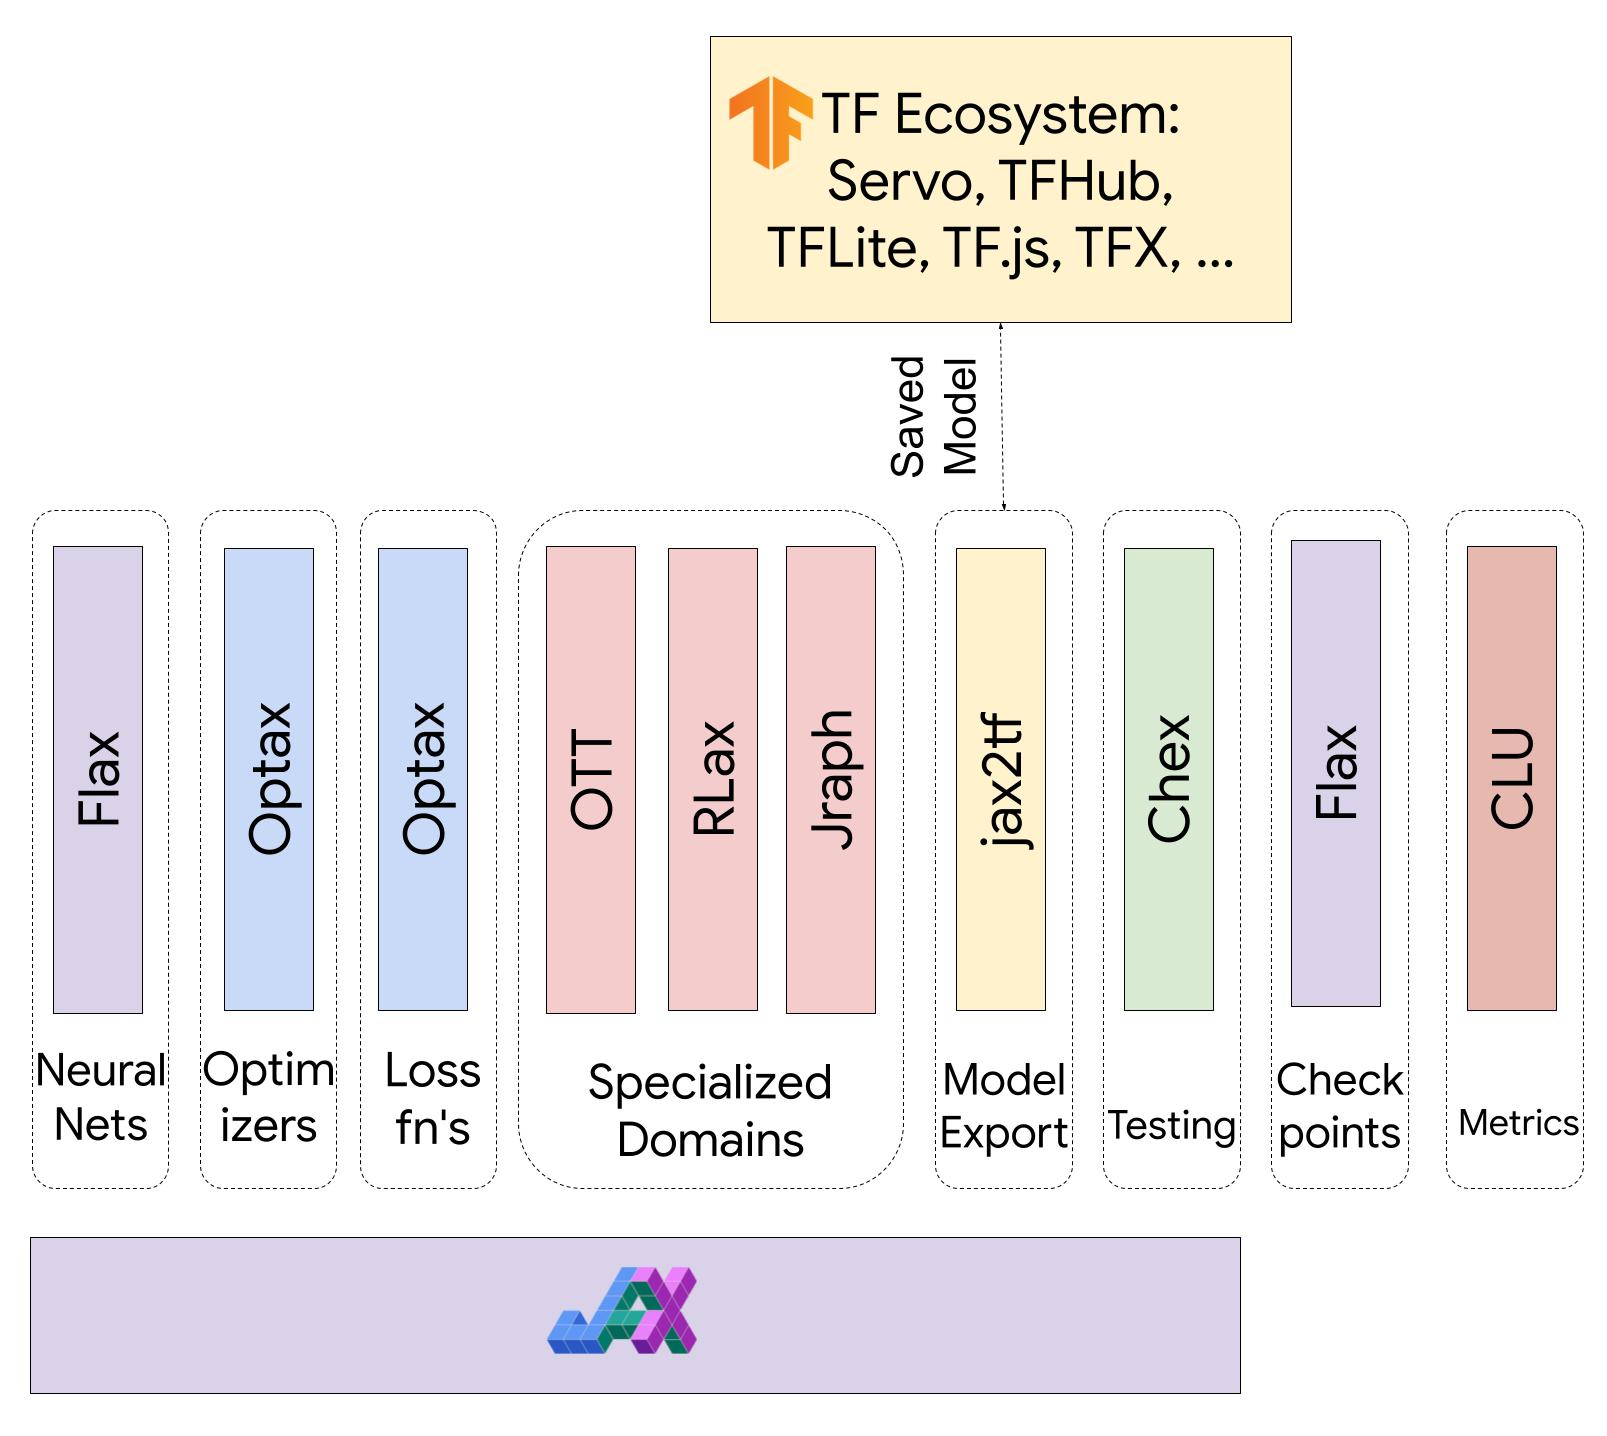 TF Ecosystem:
Servo, TFHub,
TFLite, TF.js, TFX, ...
Saved
Model
Flax
Optax
Optax
OTT
RLax
Jraph
jax2tf
Chex
Flax
CLU
Neural
Nets
Optim
izers
Loss
fn's
Specialized
Domains
Model
Export
Testing
Check
points
Metrics
JAX